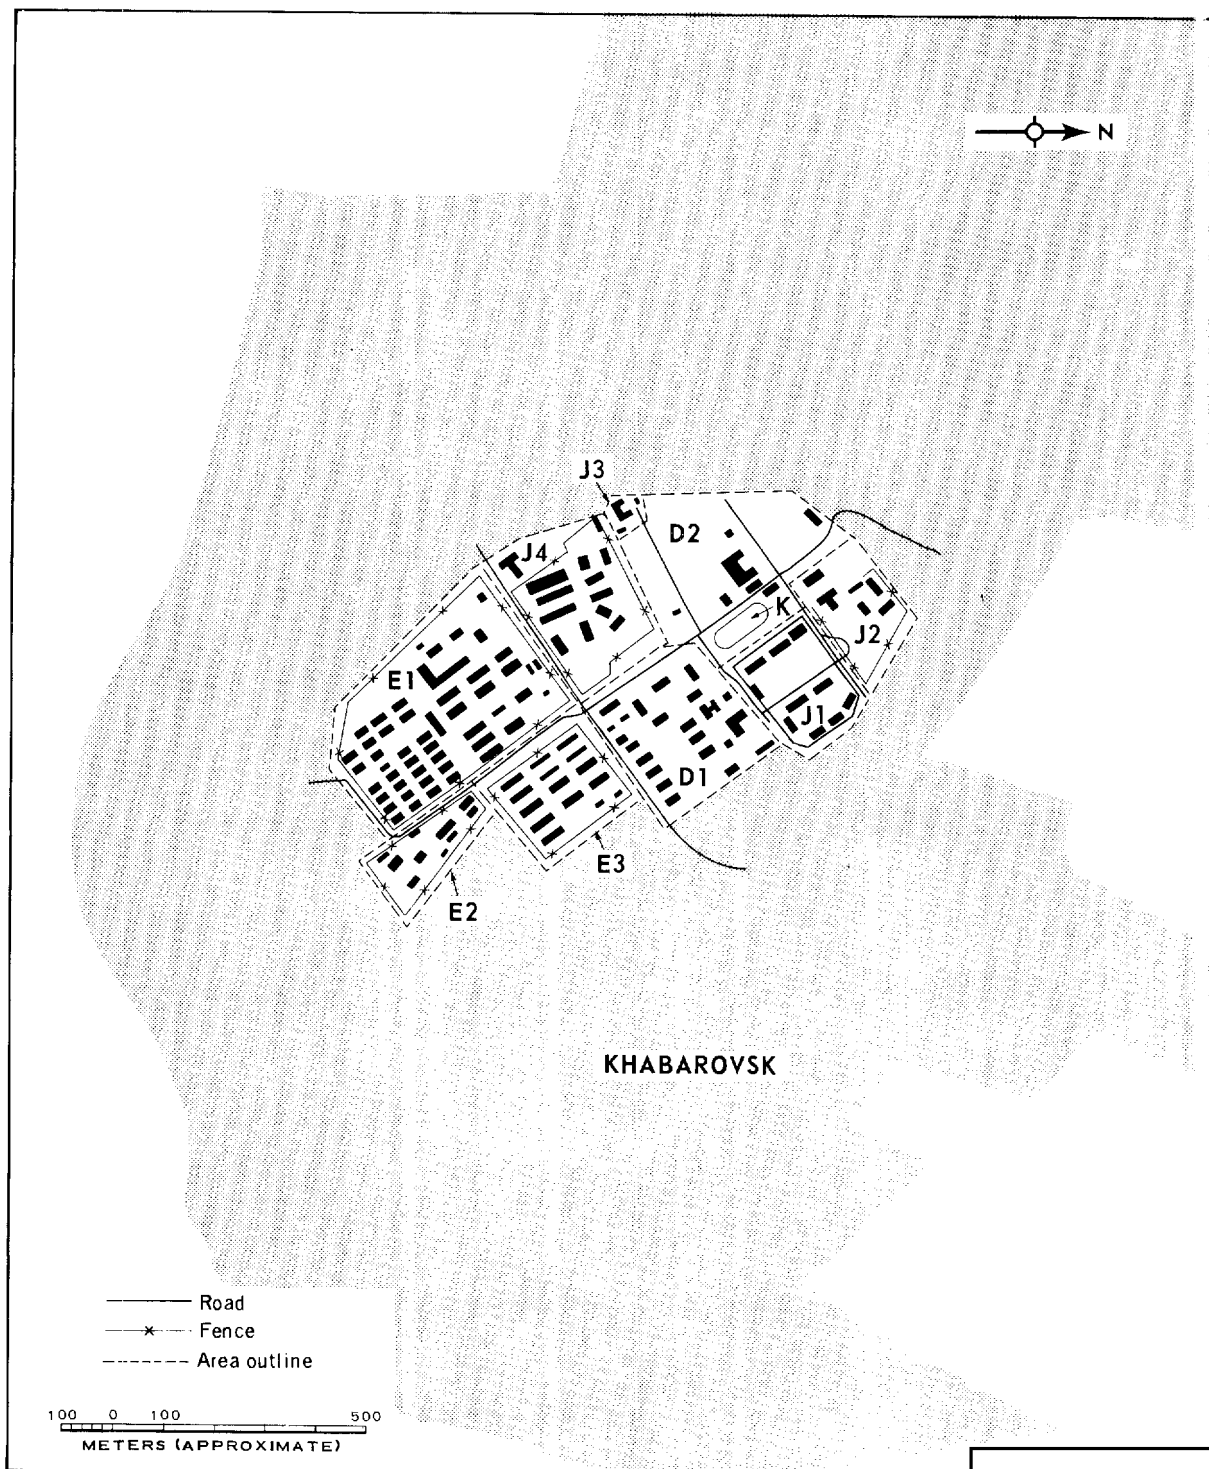 N
J3
D2
J4
K
J2
E1
J1
D1
E3
E2
KHABAROVSK
Road
Fence
Area outline
100 0 100 500
METERS (APPROXIMATE)